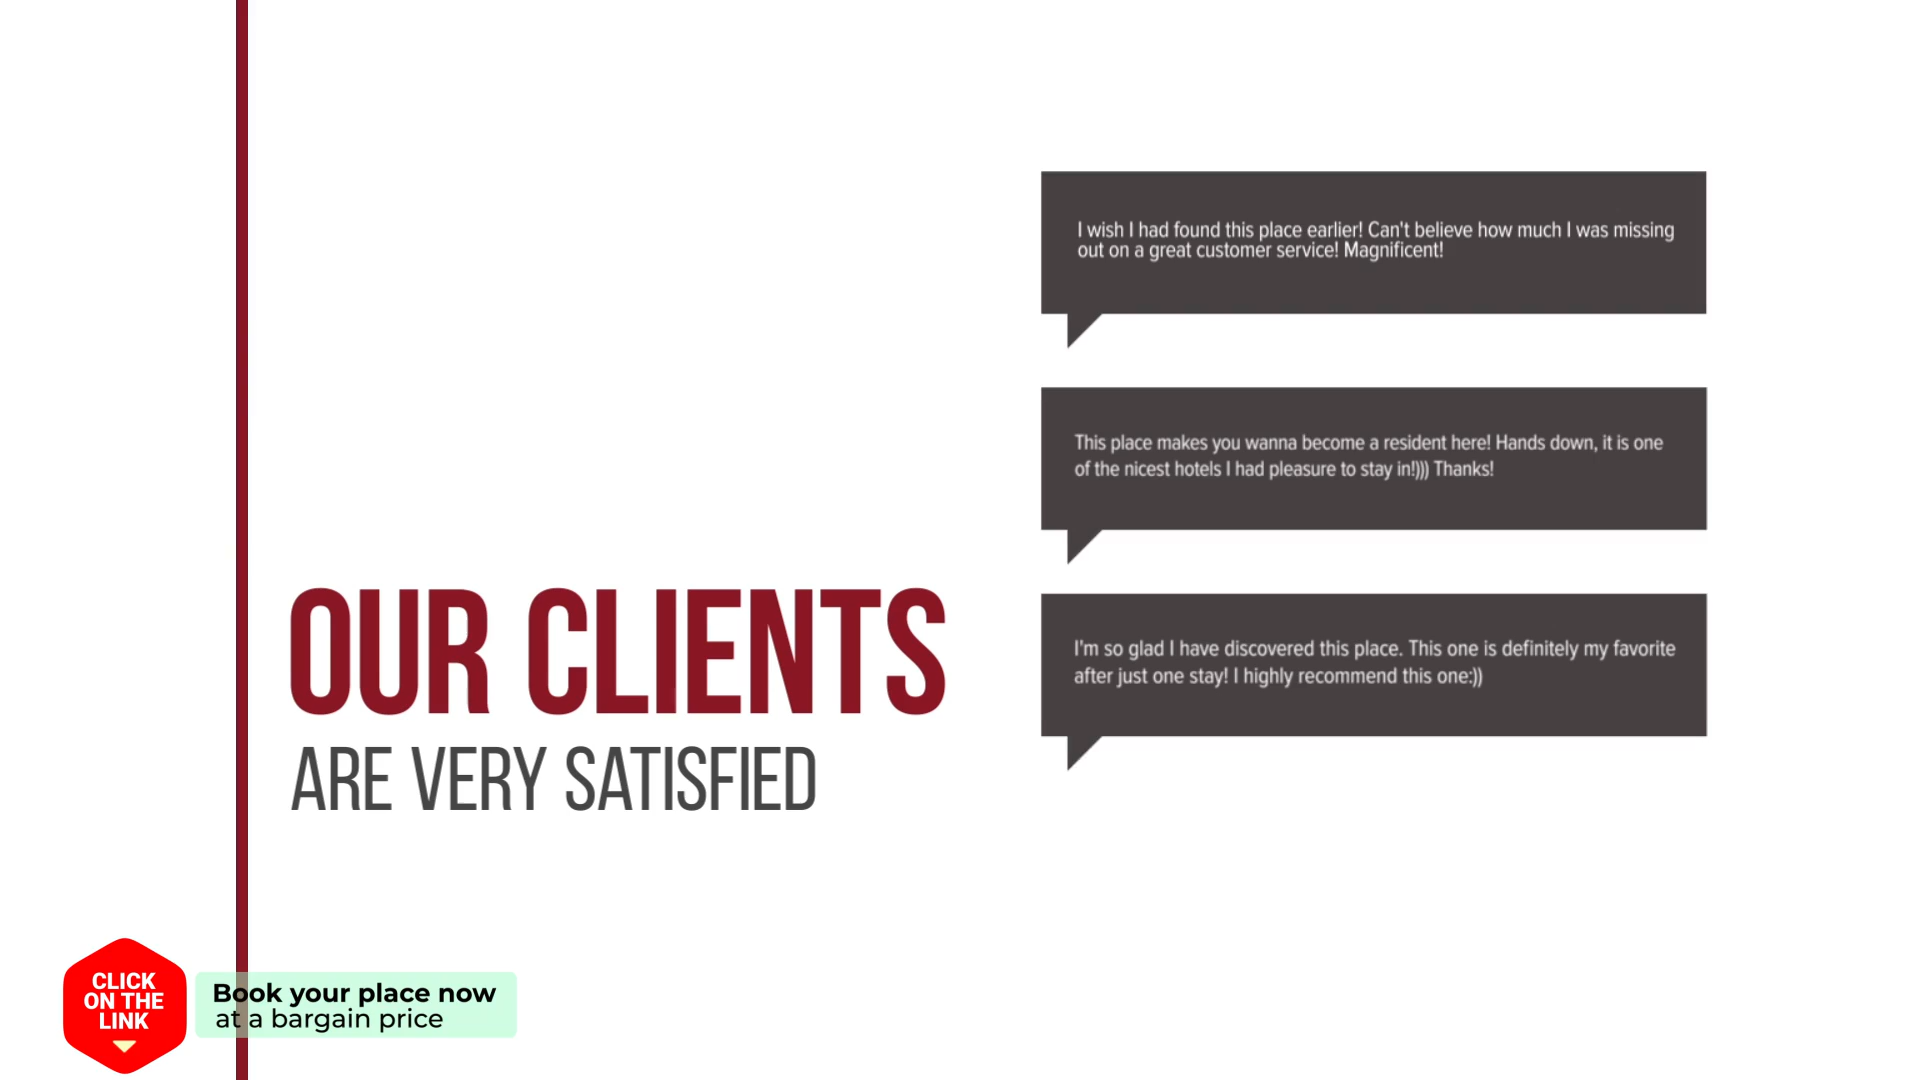 I wish I had found this place earlier! Can't believe how much I was missing
out on a great customer service! Magnificent!
This place makes you wanna become a resident here! Hands down, it is one
of the nicest hotels I had pleasure to stay in!))) Thanks!
I'm so glad I have discovered this place. This one is definitely my favorite
after just one stay! I highly recommend this one:))
OUR CLIENTS
ARE VERY SATISFIED
CLICK
ON THE
LINK
Book your place now
at a bargain price